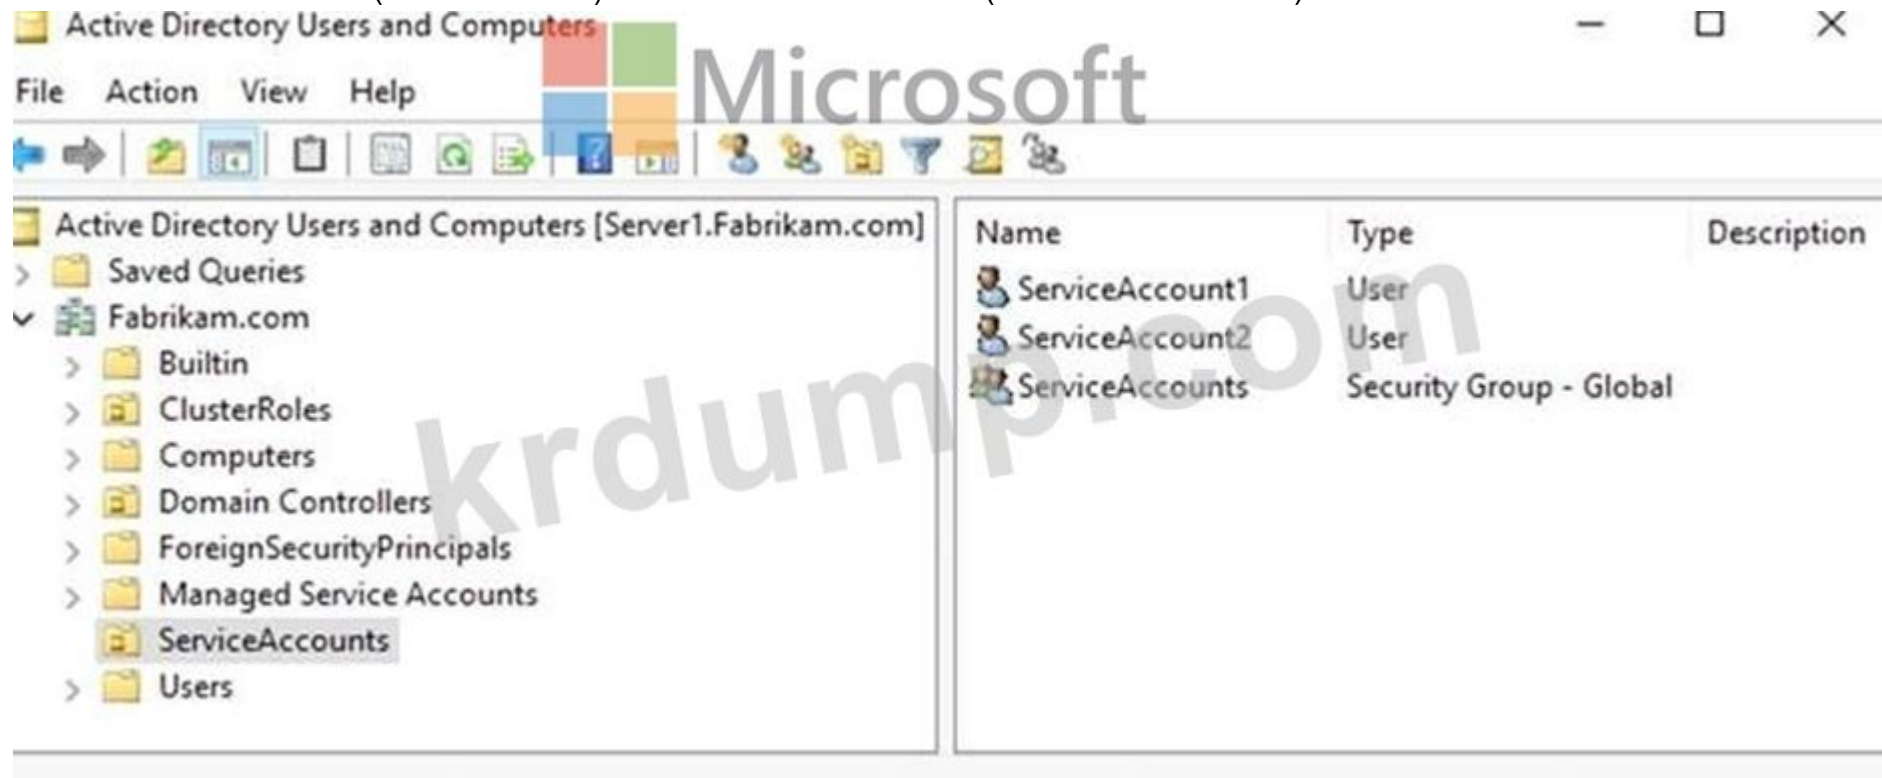 Active Directory Users and Computers
Microsoft
File Action View Help
Active Directory Users and Computers [Server1.Fabrikam.com]
Saved Queries
Fabrikam.com
Builtin
ClusterRoles
Computers
Domain Controllers
ForeignSecurityPrincipals
Managed Service Accounts
ServiceAccounts
Users
Name Type Description
ServiceAccount1 User
ServiceAccount2 User
ServiceAccounts Security Group - Global
krdump.com